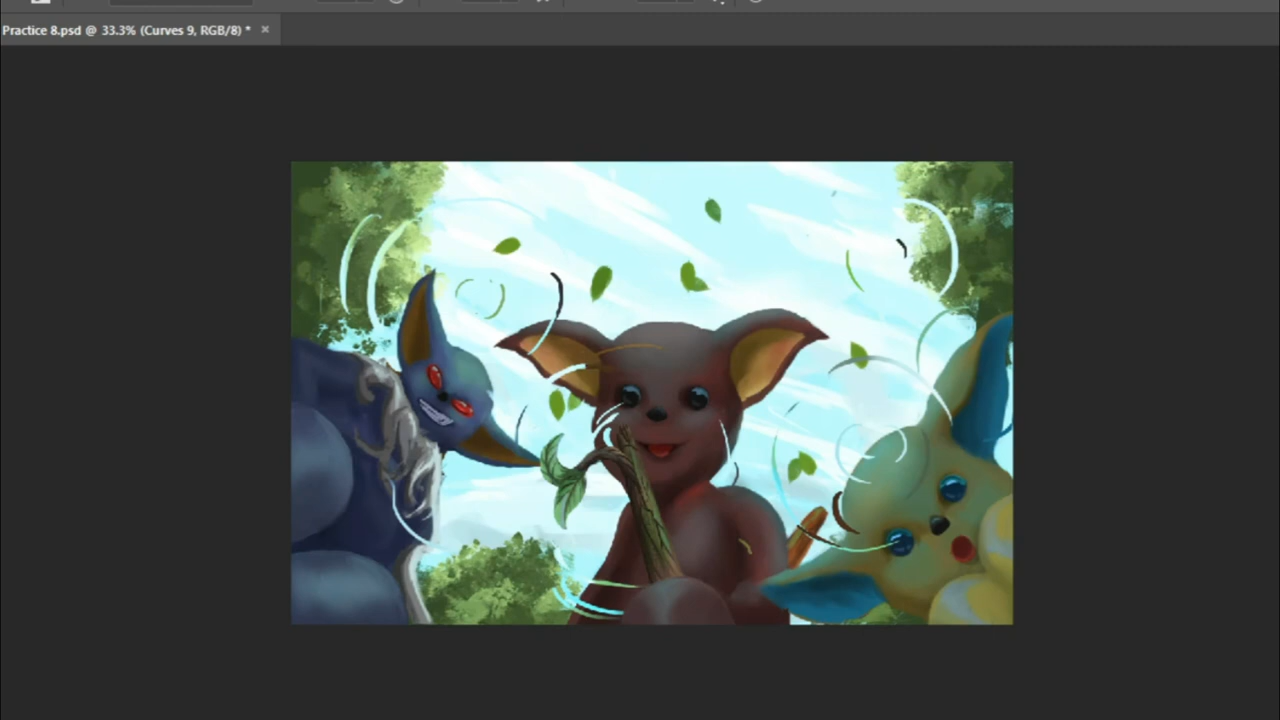 Practice 8.psd @ 33.3% (Curves 9, RGB/8) *